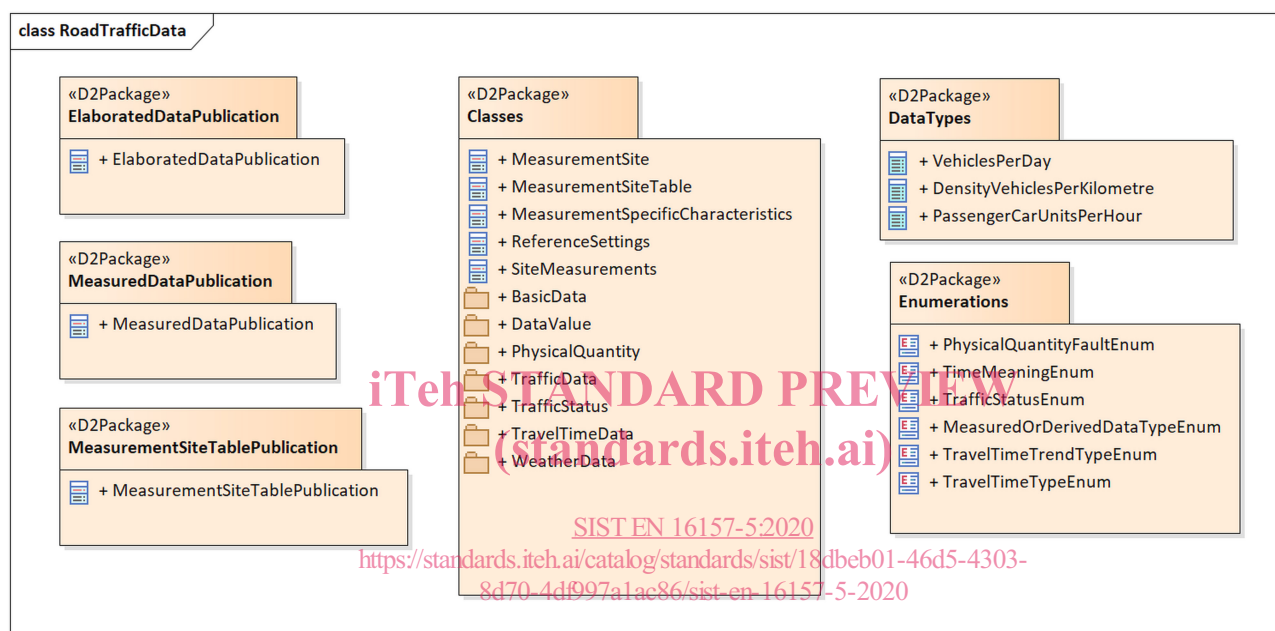 class RoadTrafficData
«D2Package»
ElaboratedDataPublication
+ ElaboratedDataPublication
«D2Package»
MeasuredDataPublication
+ MeasuredDataPublication
«D2Package»
MeasurementSiteTablePublication
+ MeasurementSiteTablePublication
«D2Package»
Classes
+ MeasurementSite
+ MeasurementSiteTable
+ MeasurementSpecificCharacteristics
+ ReferenceSettings
+ SiteMeasurements
+ BasicData
+ DataValue
+ PhysicalQuantity
+ TrafficData
+ TrafficStatus
+ TravelTimeData
+ WeatherData
«D2Package»
DataTypes
+ VehiclesPerDay
+ DensityVehiclesPerKilometre
+ PassengerCarUnitsPerHour
«D2Package»
Enumerations
+ PhysicalQuantityFaultEnum
+ TimeMeaningEnum
+ TrafficStatusEnum
+ MeasuredOrDerivedDataTypeEnum
+ TravelTimeTrendTypeEnum
+ TravelTimeTypeEnum
iTeh STANDARD PREVIEW
(standards.iteh.ai)
SIST EN 16157-5:2020
https://standards.iteh.ai/catalog/standards/sist/18dbeb01-46d5-4303-
8d70-4df997a1ac86/sist-en-16157-5-2020